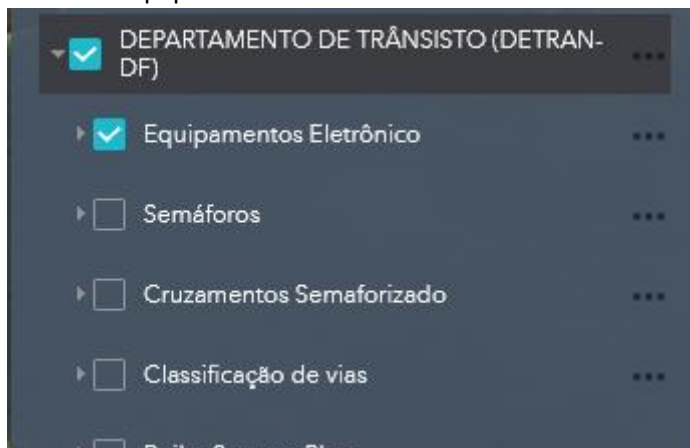 DEPARTAMENTO DE TRÂNSISTO (DETRAN-
DF)
Equipamentos Eletrônico
Semáforos
Cruzamentos Semaforizado
Classificação de vias